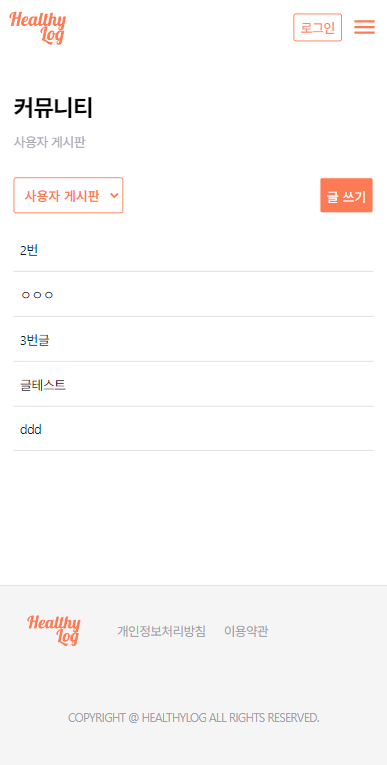 Healthy
Log
로그인
커뮤니티
사용자 게시판
사용자 게시판
글 쓰기
2번
ㅇㅇㅇ
3번글
글테스트
ddd
Healthy
Log
개인정보처리방침 이용약관
COPYRIGHT @ HEALTHYLOG ALL RIGHTS RESERVED.